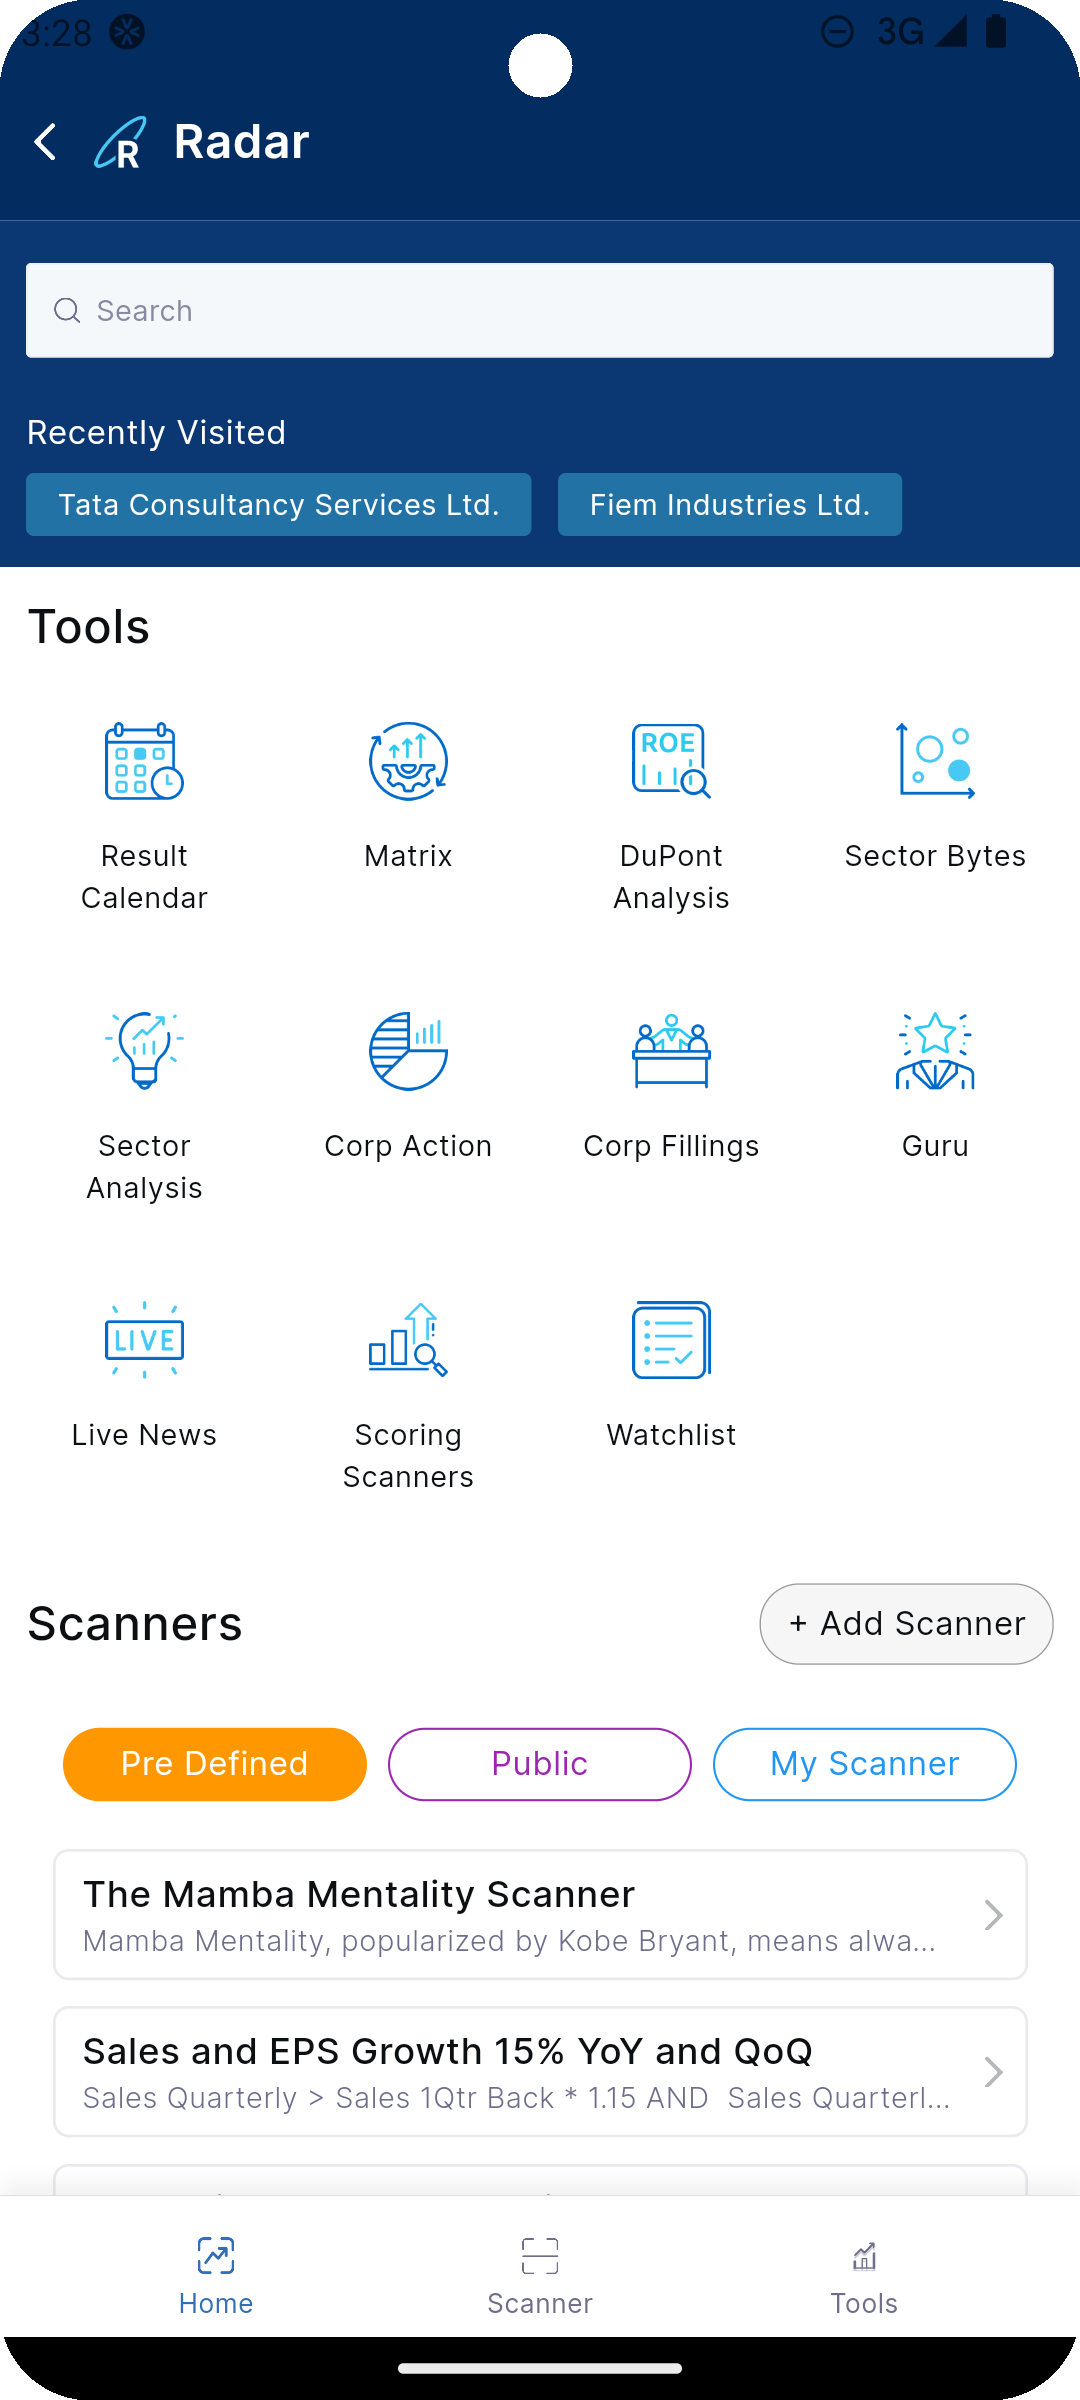 3:28
3G
R
Radar
Search
Recently Visited
Tata Consultancy Services Ltd.
Fiem Industries Ltd.
Tools
ROE
Result
Calendar
Matrix
DuPont
Analysis
Sector Bytes
Sector
Analysis
Corp Action
Corp Fillings
Guru
LIVE
Live News
Scoring
Scanners
Watchlist
Scanners
+ Add Scanner
Pre Defined
Public
My Scanner
The Mamba Mentality Scanner
Mamba Mentality, popularized by Kobe Bryant, means alwa...
Sales and EPS Growth 15% YoY and QoQ
Sales Quarterly > Sales 1Qtr Back * 1.15 AND  Sales Quarterl...
Home
Scanner
Tools